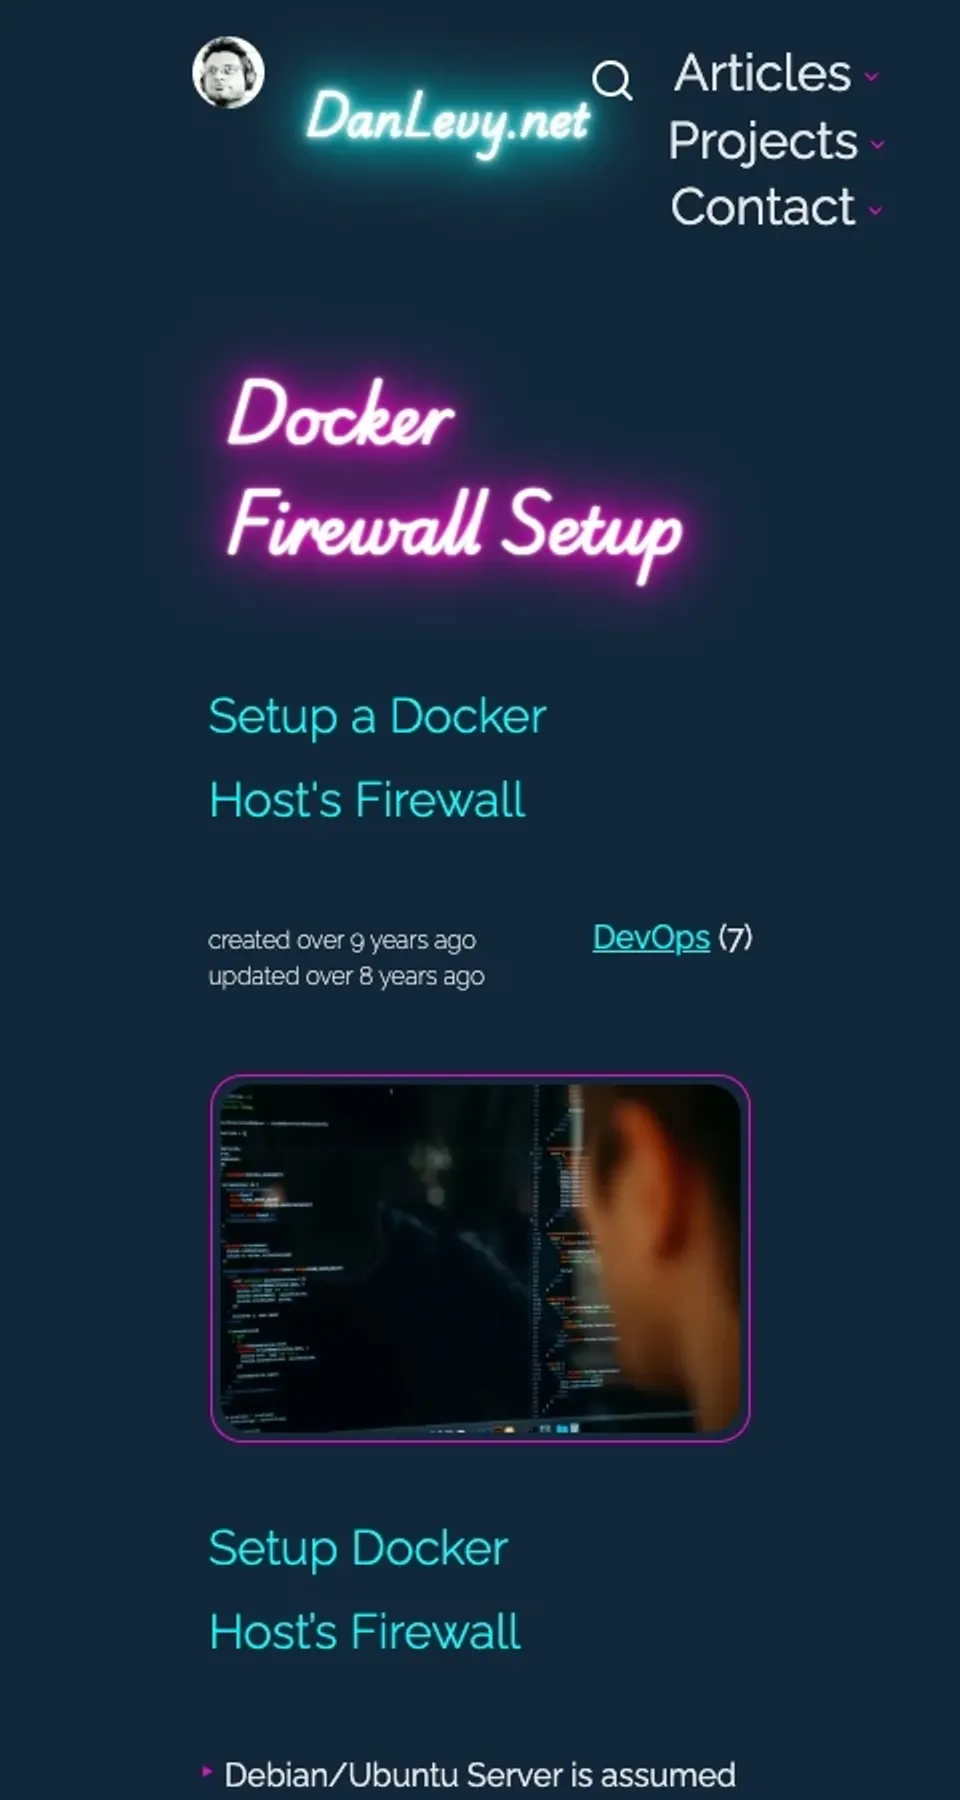 DanLevy.net
Articles
Projects
Contact
Docker
Firewall Setup
Setup a Docker
Host's Firewall
created over 9 years ago
updated over 8 years ago
DevOps (7)
Setup Docker
Host’s Firewall
Debian/Ubuntu Server is assumed